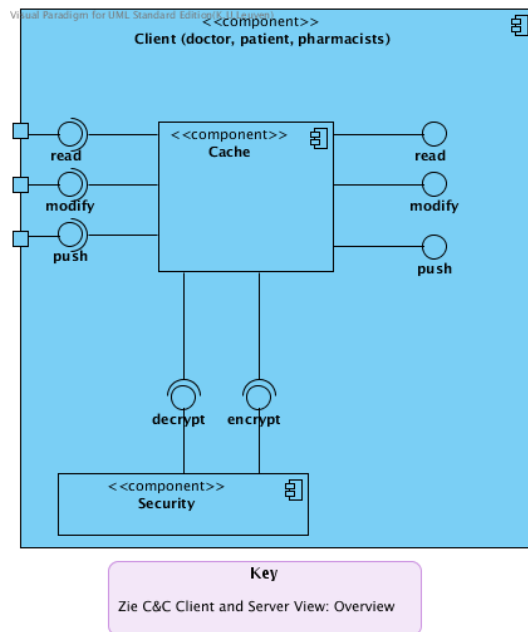 Visual Paradigm for UML Standard Edition(K.U.Leuven)
<<component>>
Client (doctor, patient, pharmacists)
<<component>>
Cache
read
read
modify
modify
push
push
decrypt
encrypt
<<component>>
Security
Key
Zie C&C Client and Server View: Overview